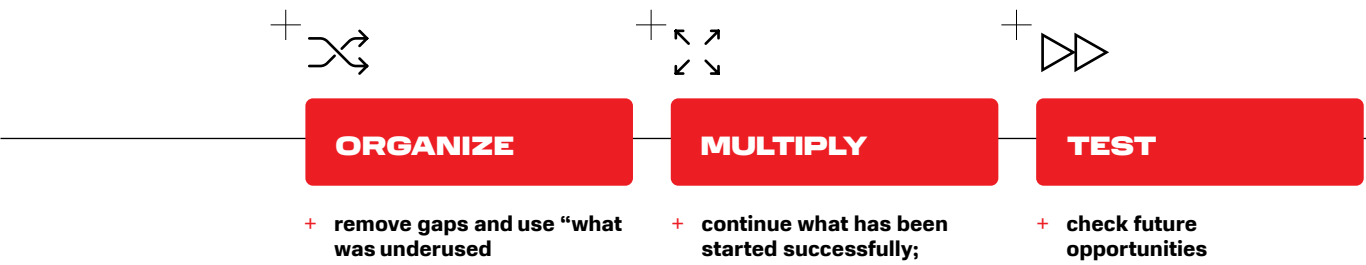 ORGANIZE
+ remove gaps and use “what
was underused
MULTIPLY
+ continue what has been
started successfully;
TEST
+ check future
opportunities